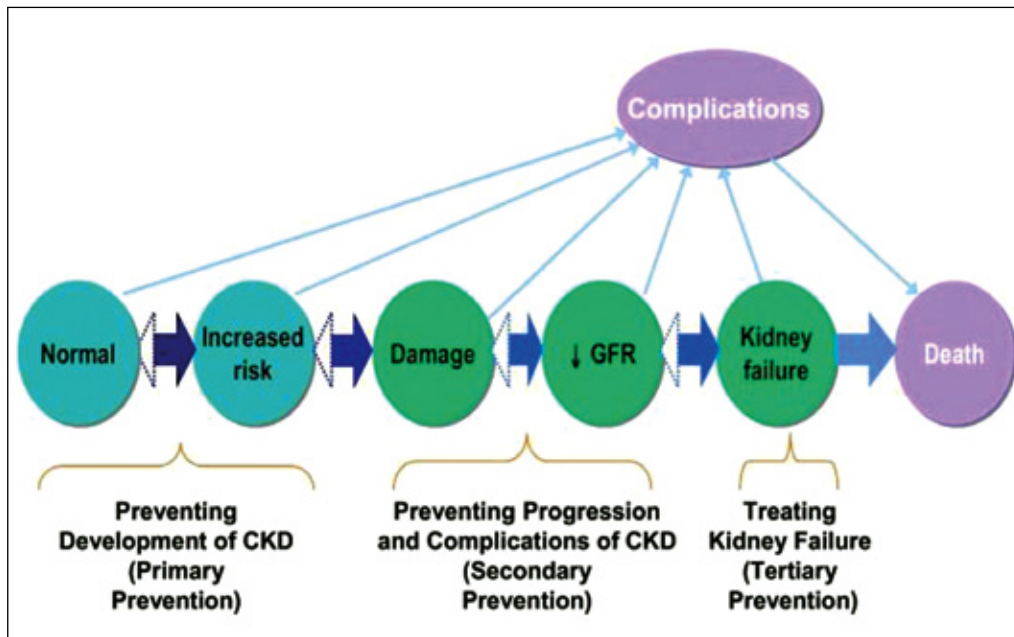 Complications
Normal
Increased
risk
Damage
↓ GFR
Kidney
failure
Death
Preventing
Development of CKD
(Primary
Prevention)
Preventing Progression
and Complications of CKD
(Secondary
Prevention)
Treating
Kidney Failure
(Tertiary
Prevention)